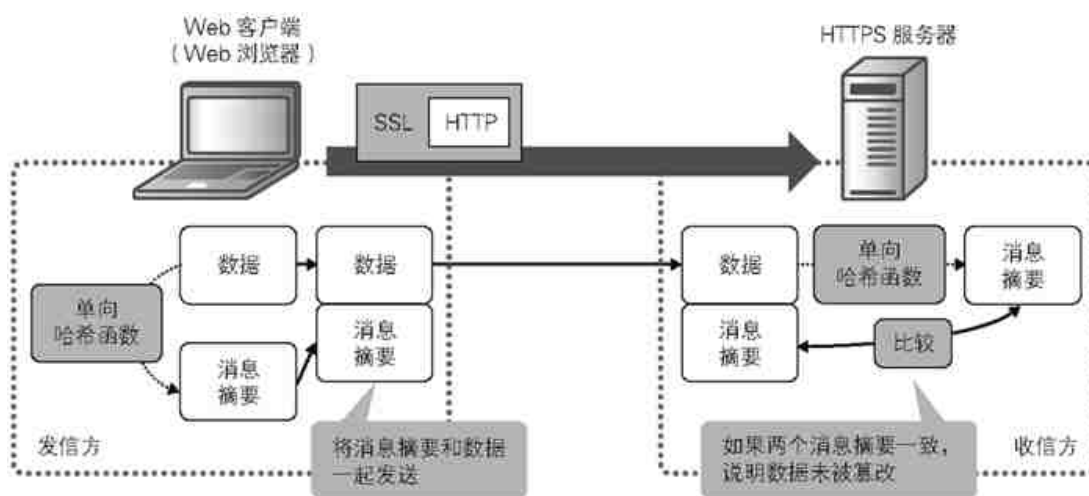 Web 客户端
（Web 浏览器）
HTTPS 服务器
SSL
HTTP
数据
数据
单向
哈希函数
消息
摘要
消息
摘要
将消息摘要和数据
一起发送
发信方
数据
单向
哈希函数
消息
摘要
消息
摘要
比较
如果两个消息摘要一致，
说明数据未被篡改
收信方